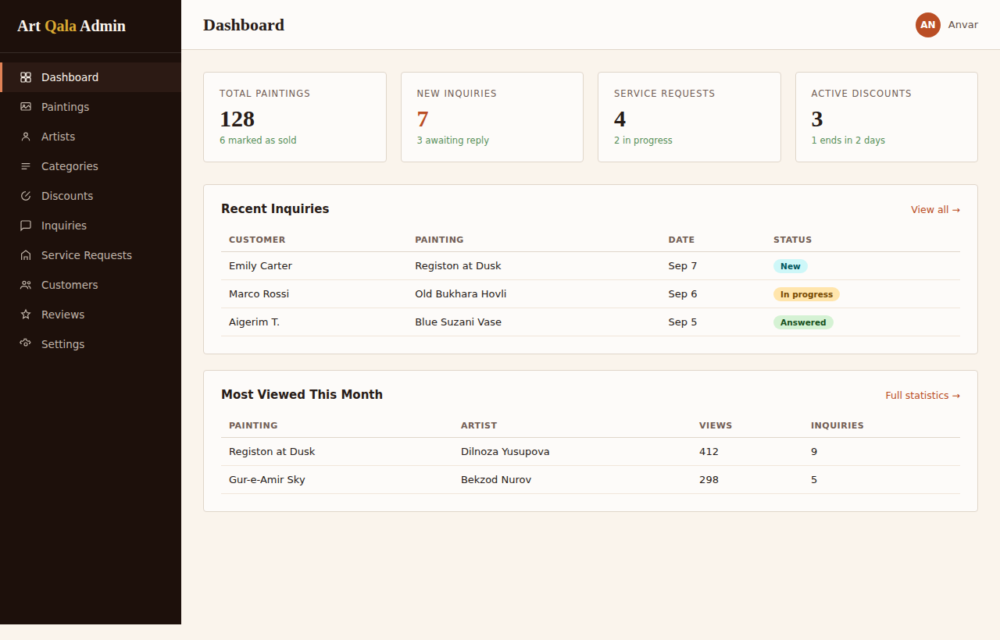 Art Qala Admin
Dashboard
Paintings
Artists
Categories
Discounts
Inquiries
Service Requests
Customers
Reviews
Settings
Dashboard
AN Anvar
TOTAL PAINTINGS
128
6 marked as sold
NEW INQUIRIES
7
3 awaiting reply
SERVICE REQUESTS
4
2 in progress
ACTIVE DISCOUNTS
3
1 ends in 2 days
Recent Inquiries View all →
CUSTOMER PAINTING DATE STATUS
Emily Carter Registon at Dusk Sep 7 New
Marco Rossi Old Bukhara Hovli Sep 6 In progress
Aigerim T. Blue Suzani Vase Sep 5 Answered
Most Viewed This Month Full statistics →
PAINTING ARTIST VIEWS INQUIRIES
Registon at Dusk Dilnoza Yusupova 412 9
Gur-e-Amir Sky Bekzod Nurov 298 5